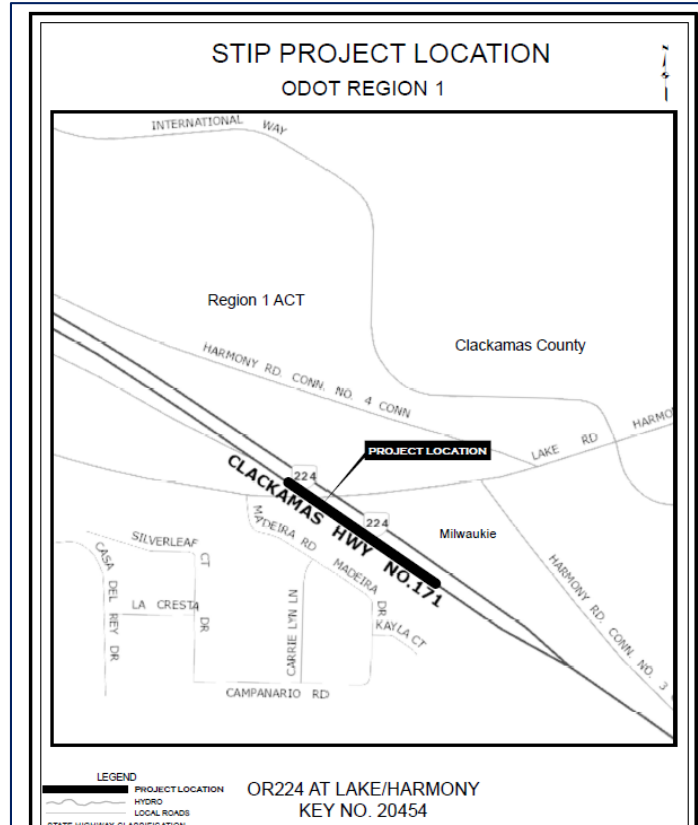 STIP PROJECT LOCATION
ODOT REGION 1
INTERNATIONAL WAY
Region 1 ACT
Clackamas County
HARMONY RD. CONN. NO. 4 CONN
LAKE RD
HARMO
PROJECT LOCATION
224
224
CLACKAMAS HWY NO.171
Milwaukie
MADEIRA RD
MADEIRA DR
SILVERLEAF CT
CASA DEL REY DR
LA CRESTA
DR
CARRIE LYN LN
KAYLA CT
HARMONY RD. CONN. NO. 3 C
CAMPANARIO RD
LEGEND
PROJECT LOCATION
HYDRO
LOCAL ROADS
STATE HIGHWAY CLASSIFICATION
OR224 AT LAKE/HARMONY
KEY NO. 20454